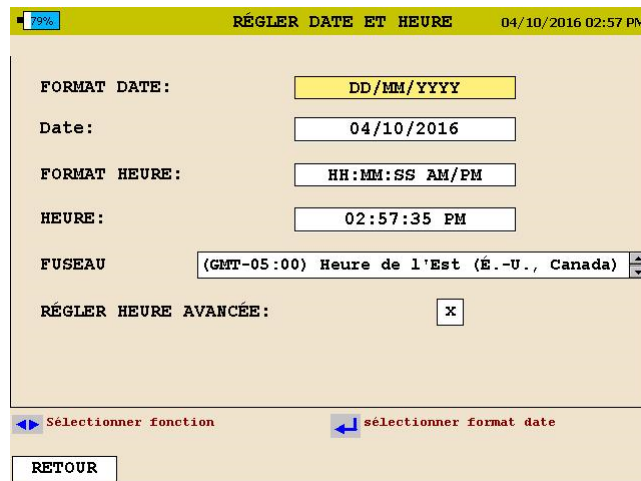 79% RÉGLER DATE ET HEURE 04/10/2016 02:57 PM
FORMAT DATE: DD/MM/YYYY
Date: 04/10/2016
FORMAT HEURE: HH:MM:SS AM/PM
HEURE: 02:57:35 PM
FUSEAU (GMT-05:00) Heure de l'Est (É.-U., Canada)
RÉGLER HEURE AVANCÉE: X
Sélectionner fonction sélectionner format date
RETOUR